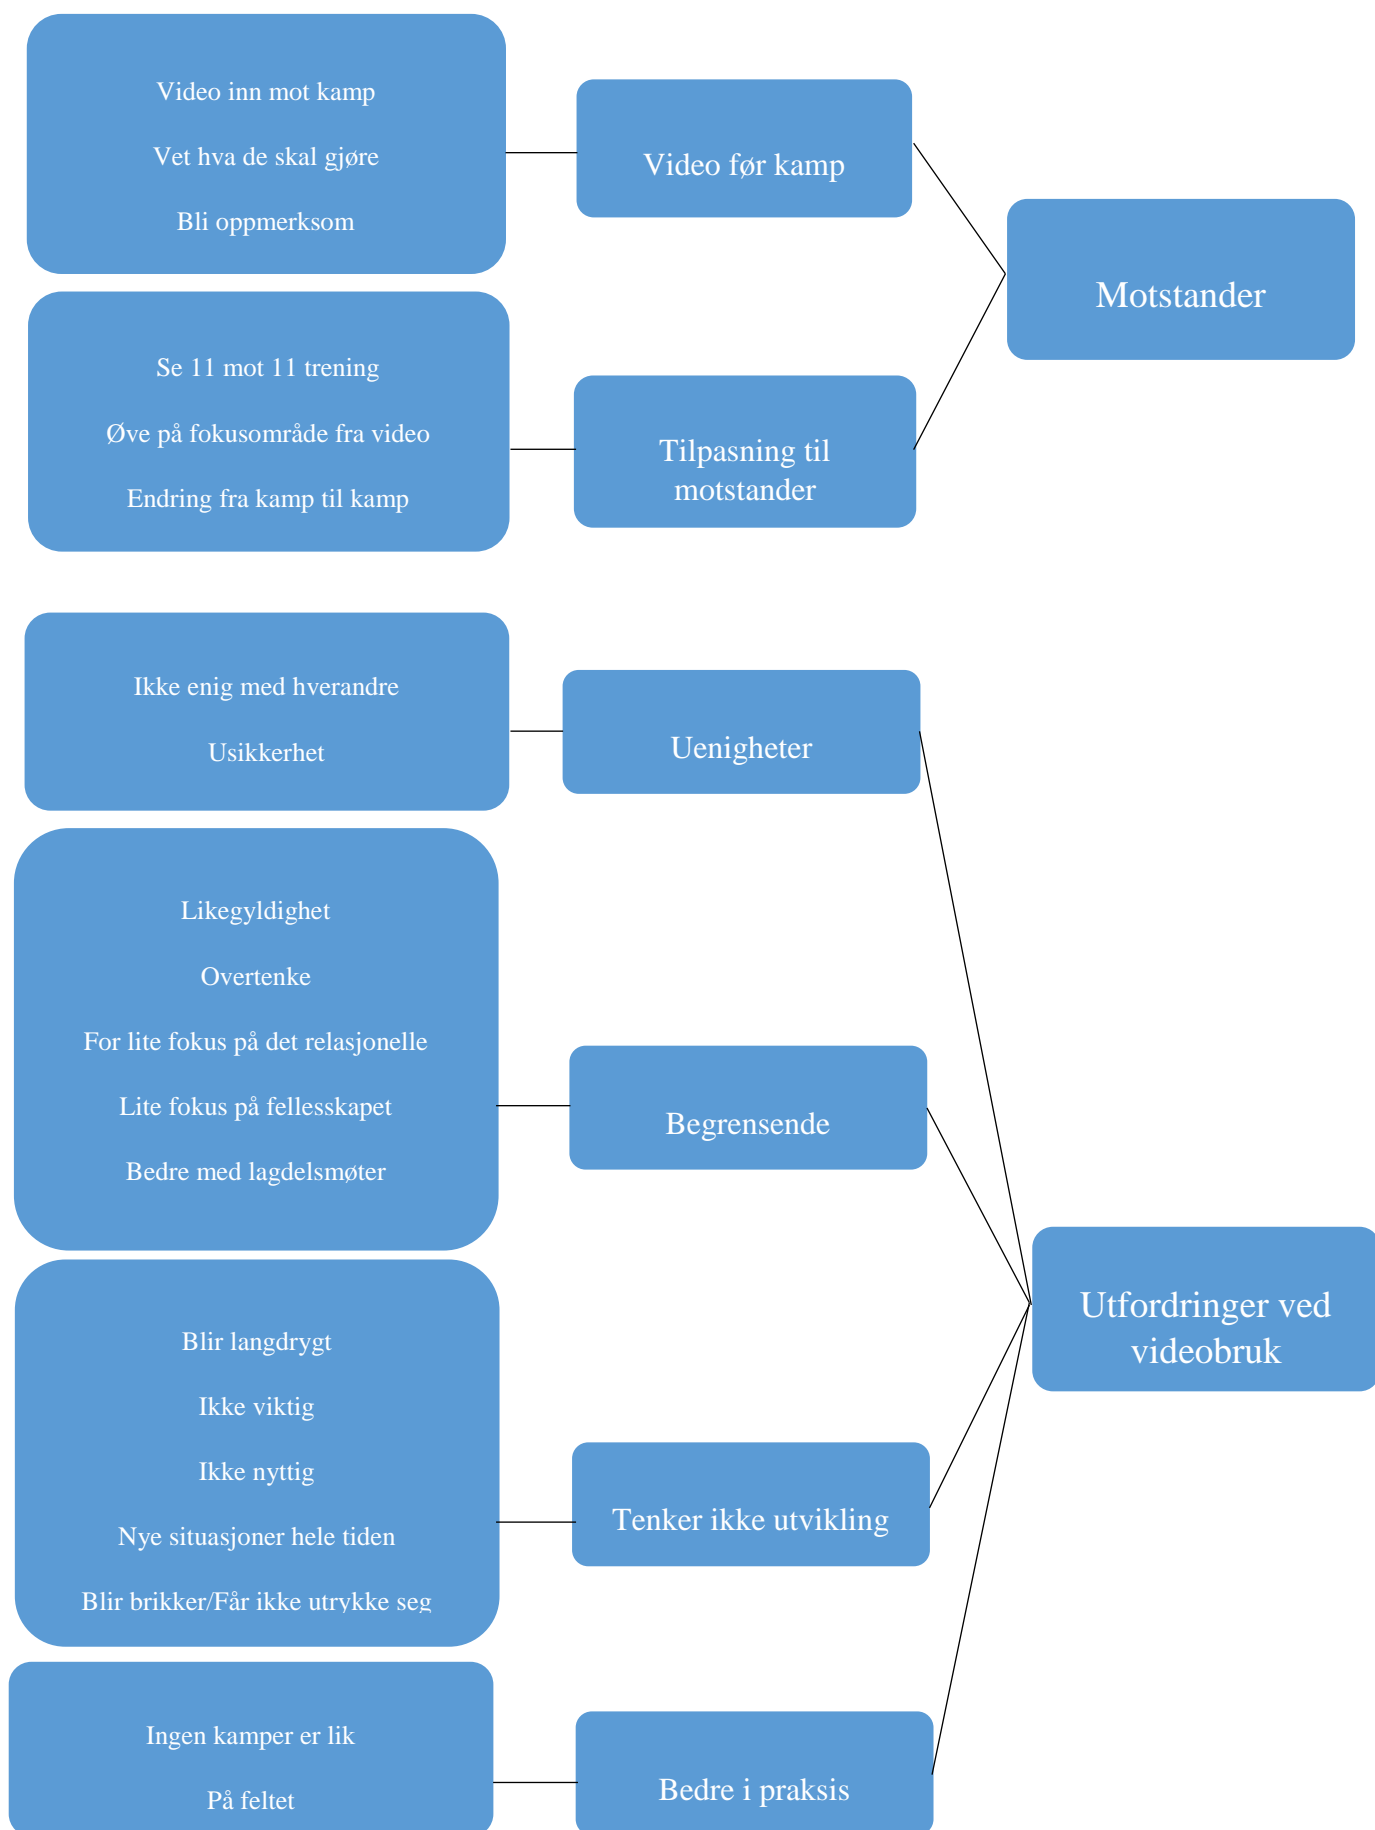 Video inn mot kamp
Vet hva de skal gjøre
Bli oppmerksom
Video før kamp
Motstander
Se 11 mot 11 trening
Øve på fokusområde fra video
Endring fra kamp til kamp
Tilpasning til
motstander
Ikke enig med hverandre
Usikkerhet
Uenigheter
Likegyldighet
Overtenke
For lite fokus på det relasjonelle
Lite fokus på fellesskapet
Bedre med lagdelsmøter
Begrensende
Utfordringer ved
videobruk
Blir langdrygt
Ikke viktig
Ikke nyttig
Nye situasjoner hele tiden
Blir brikker/Får ikke utrykke seg
Tenker ikke utvikling
Ingen kamper er lik
På feltet
Bedre i praksis